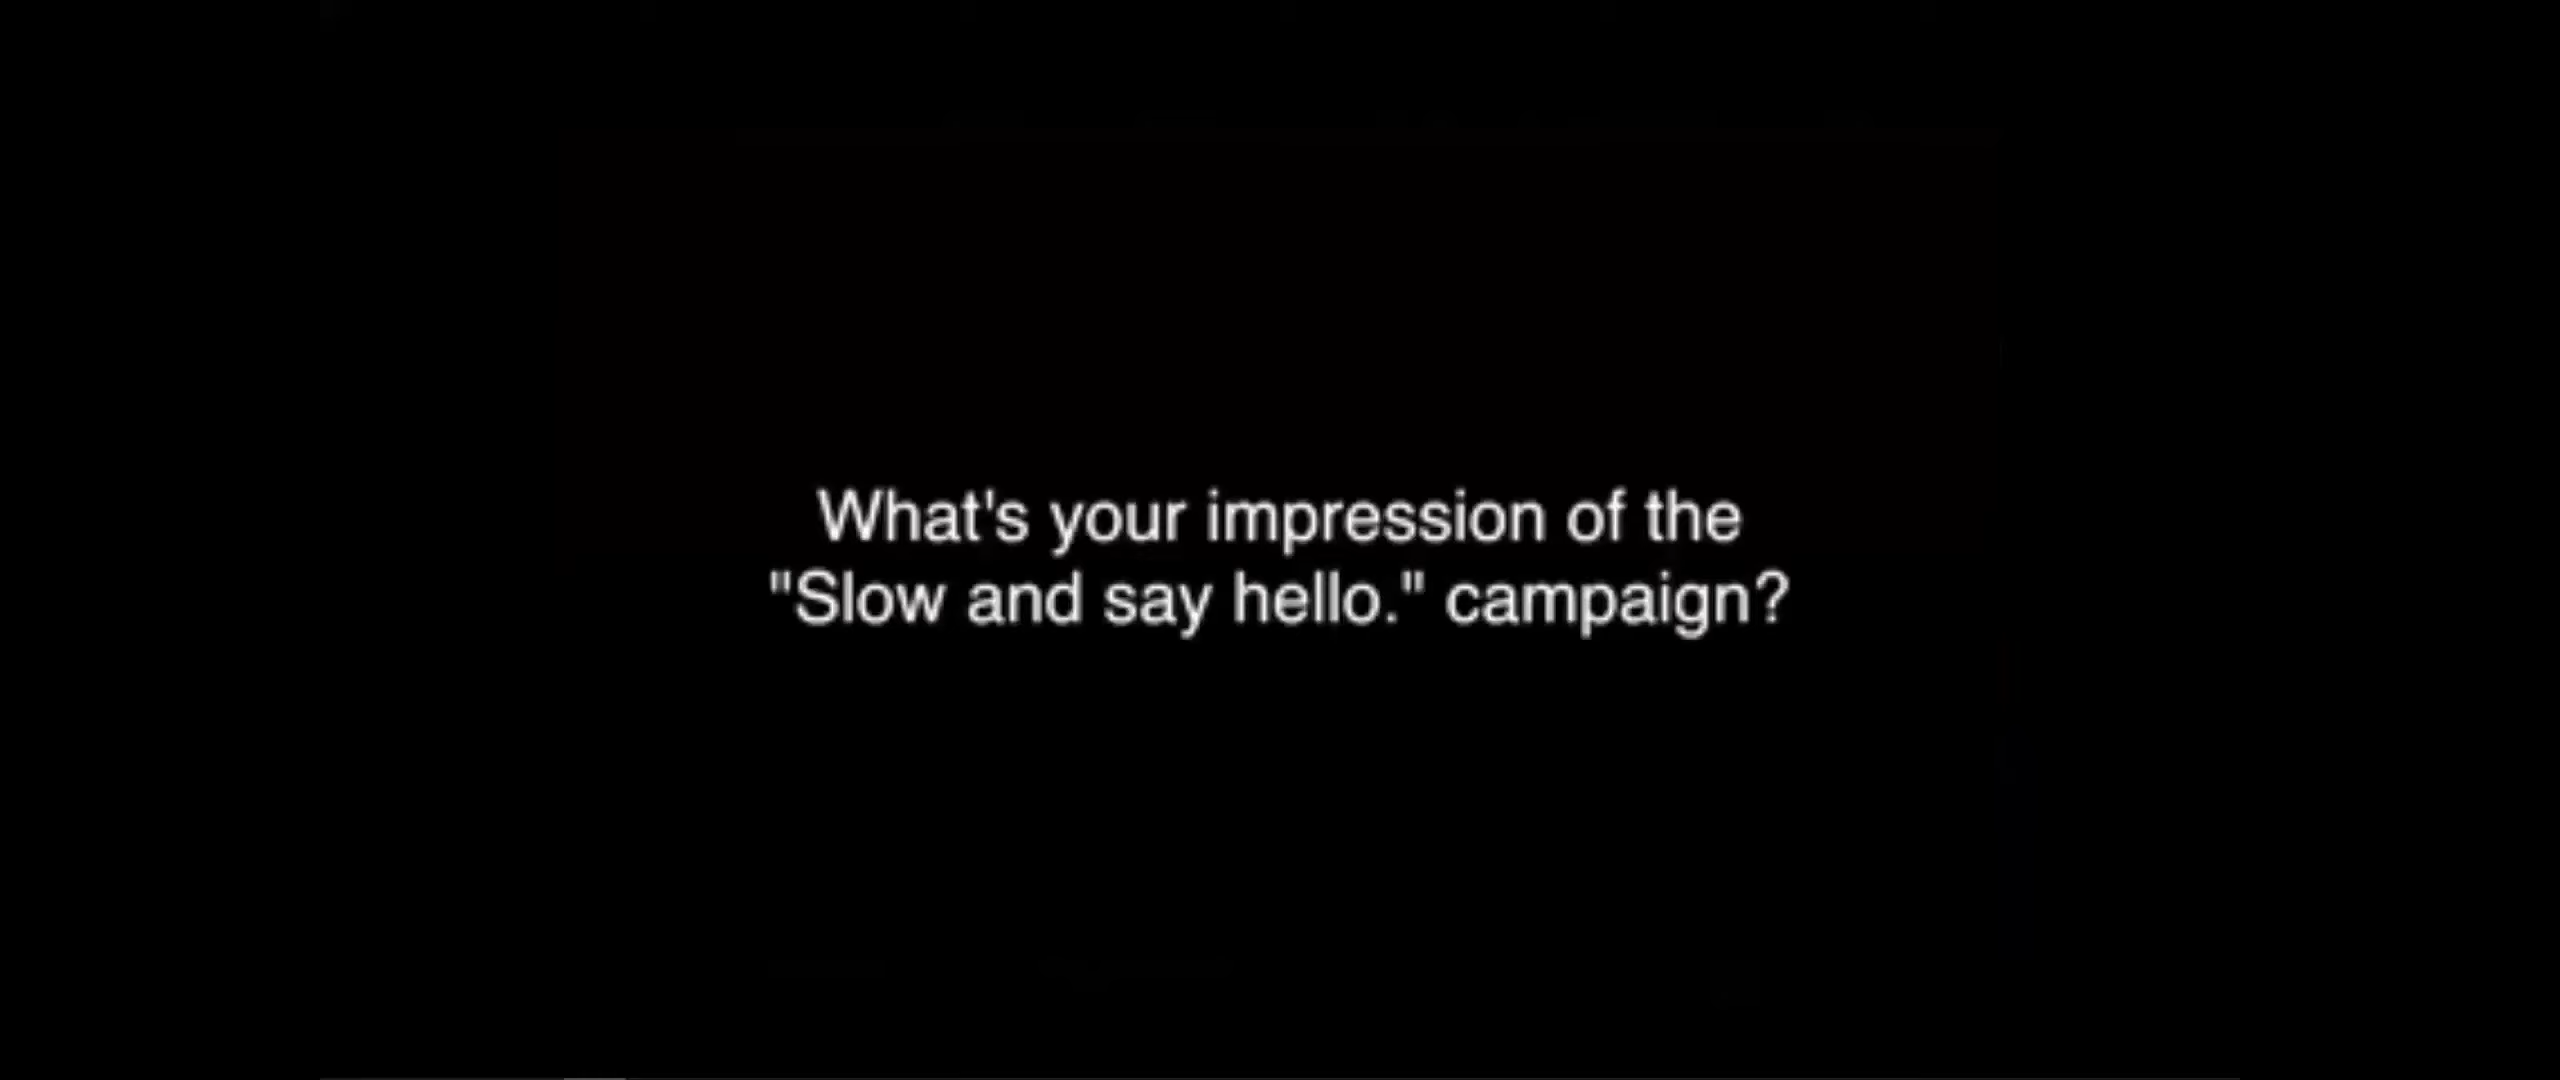 What's your impression of the
"Slow and say hello." campaign?